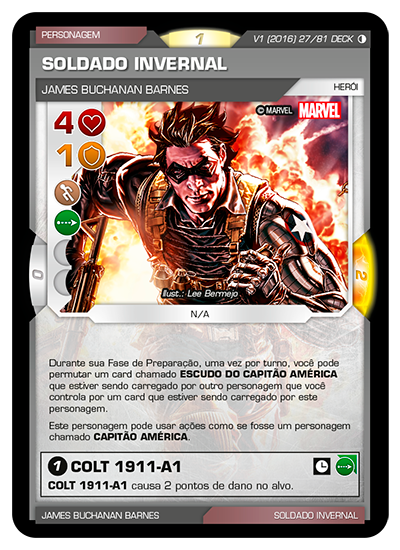 PERSONAGEM
1
V1 (2016) 27/81 DECK
SOLDADO INVERNAL
JAMES BUCHANAN BARNES
HERÓI
4
© MARVEL
MARVEL
1
0
2
Illust.: Lee Bermejo
N/A
Durante sua Fase de Preparação, uma vez por turno, você pode
permutar um card chamado ESCUDO DO CAPITÃO AMÉRICA
que estiver sendo carregado por outro personagem que você
controla por um card que estiver sendo carregado por este
personagem.
Este personagem pode usar ações como se fosse um personagem
chamado CAPITÃO AMÉRICA.
1 COLT 1911-A1
COLT 1911-A1 causa 2 pontos de dano no alvo.
JAMES BUCHANAN BARNES
SOLDADO INVERNAL